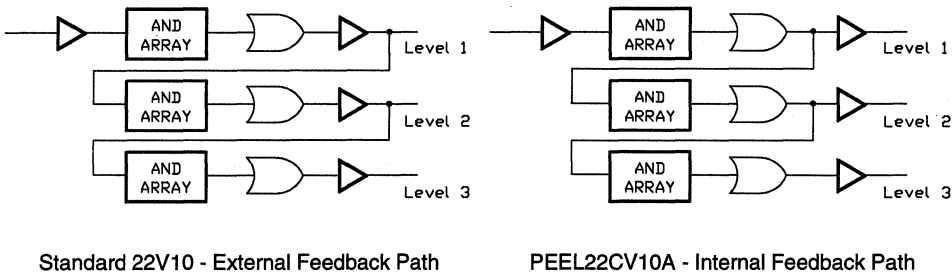 AND
ARRAY
Level 1
AND
ARRAY
Level 2
AND
ARRAY
Level 3
Standard 22V10 - External Feedback Path
AND
ARRAY
Level 1
AND
ARRAY
Level 2
AND
ARRAY
Level 3
PEEL22CV10A - Internal Feedback Path